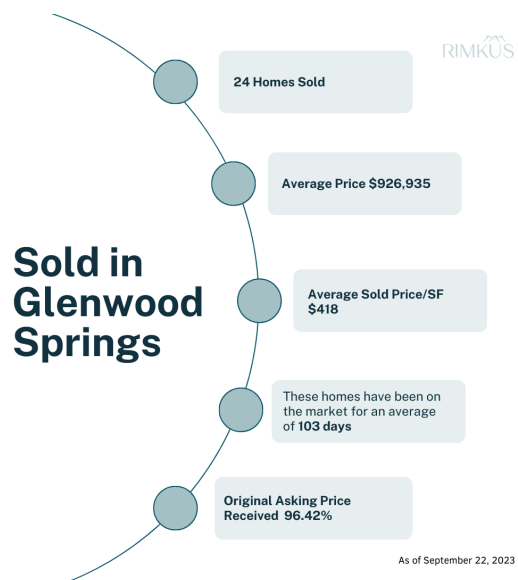 RIMKUS
24 Homes Sold
Average Price $926,935
Sold in
Glenwood
Springs
Average Sold Price/SF
$418
These homes have been on
the market for an average
of 103 days
Original Asking Price
Received 96.42%
As of September 22, 2023